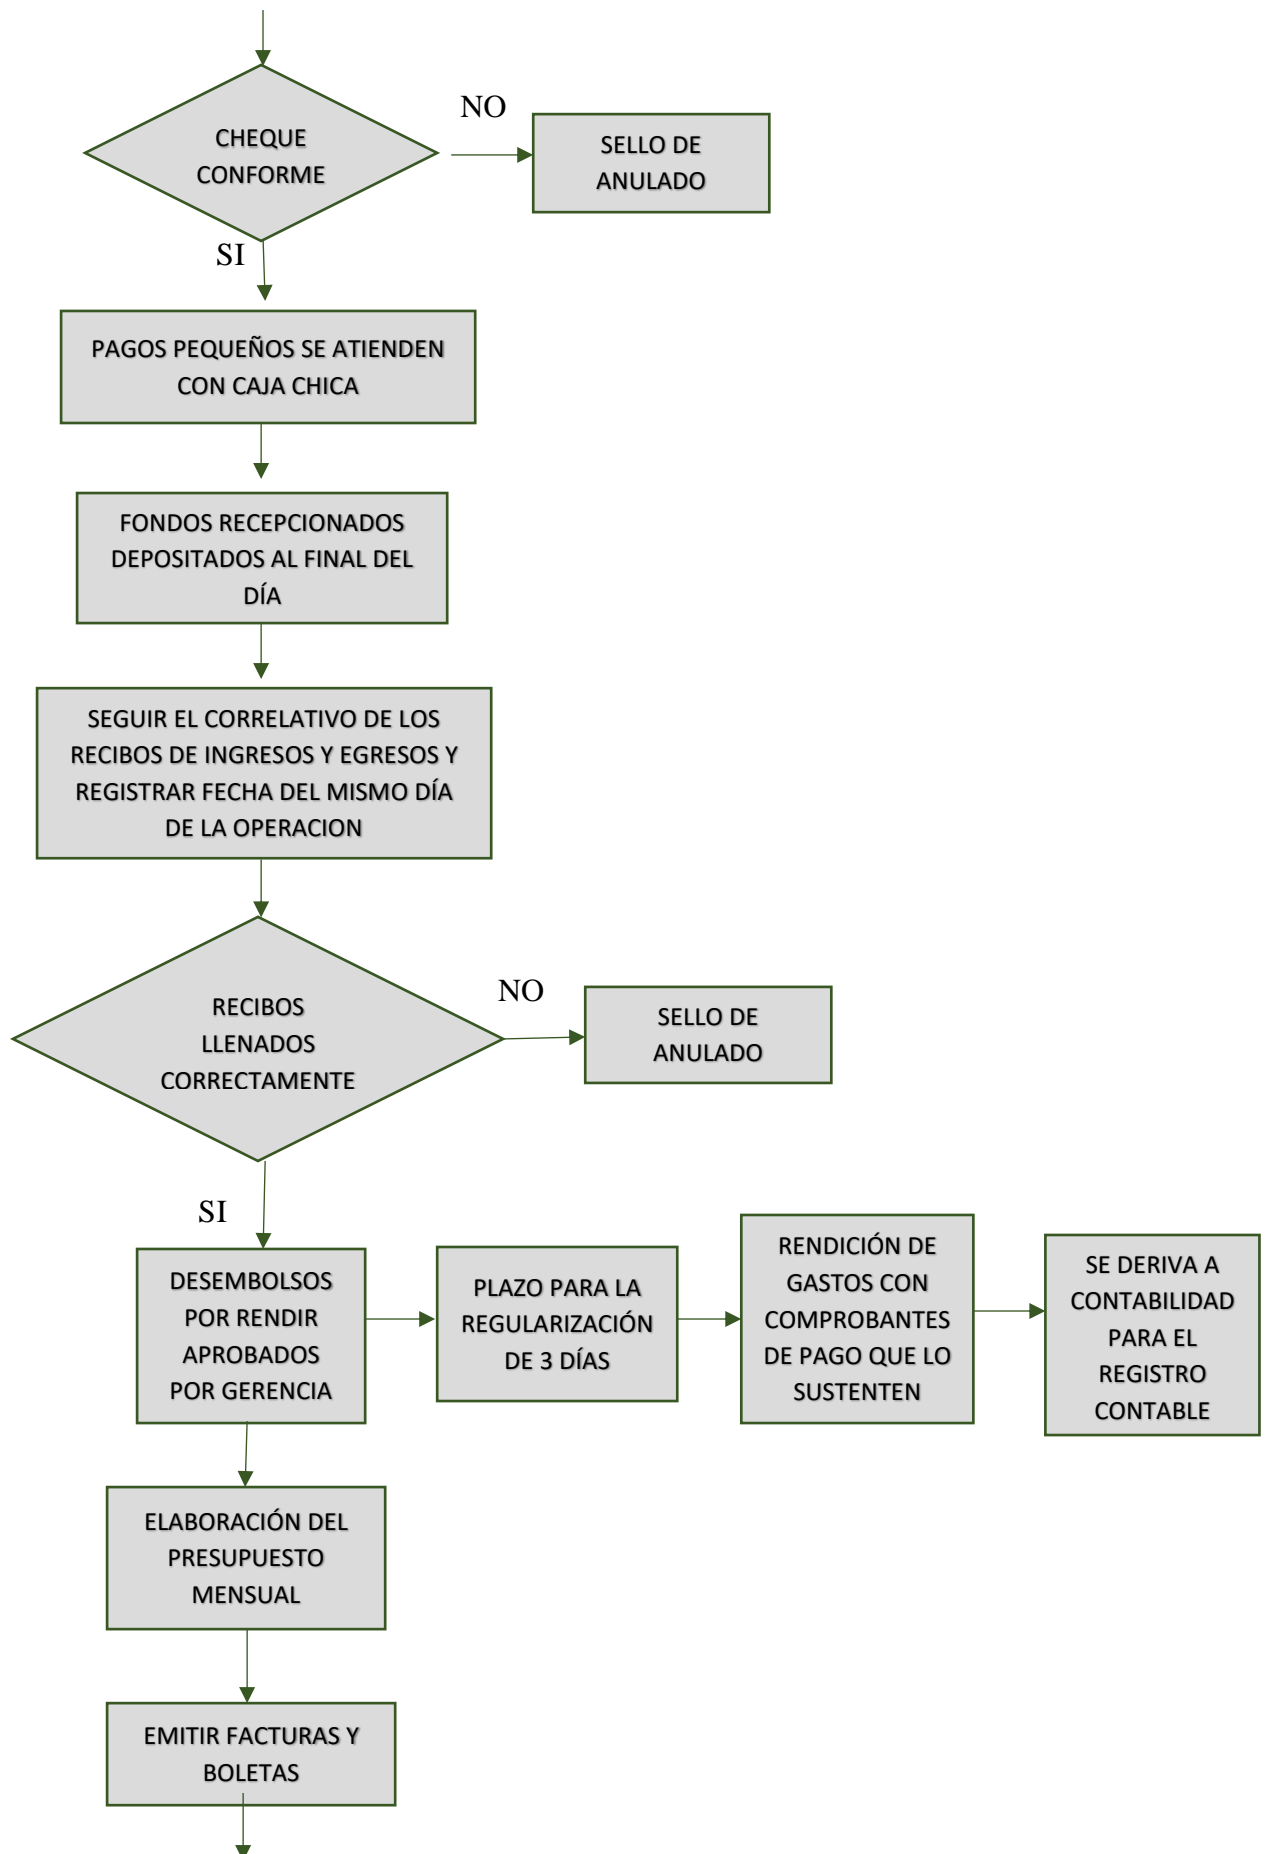 CHEQUE
CONFORME
NO
SELLO DE
ANULADO
SI
PAGOS PEQUEÑOS SE ATIENDEN
CON CAJA CHICA
FONDOS RECEPCIONADOS
DEPOSITADOS AL FINAL DEL
DÍA
SEGUIR EL CORRELATIVO DE LOS
RECIBOS DE INGRESOS Y EGRESOS Y
REGISTRAR FECHA DEL MISMO DÍA
DE LA OPERACION
RECIBOS
LLENADOS
CORRECTAMENTE
NO
SELLO DE
ANULADO
SI
DESEMBOLSOS
POR RENDIR
APROBADOS
POR GERENCIA
PLAZO PARA LA
REGULARIZACIÓN
DE 3 DÍAS
RENDICIÓN DE
GASTOS CON
COMPROBANTES
DE PAGO QUE LO
SUSTENTEN
SE DERIVA A
CONTABILIDAD
PARA EL
REGISTRO
CONTABLE
ELABORACIÓN DEL
PRESUPUESTO
MENSUAL
EMITIR FACTURAS Y
BOLETAS